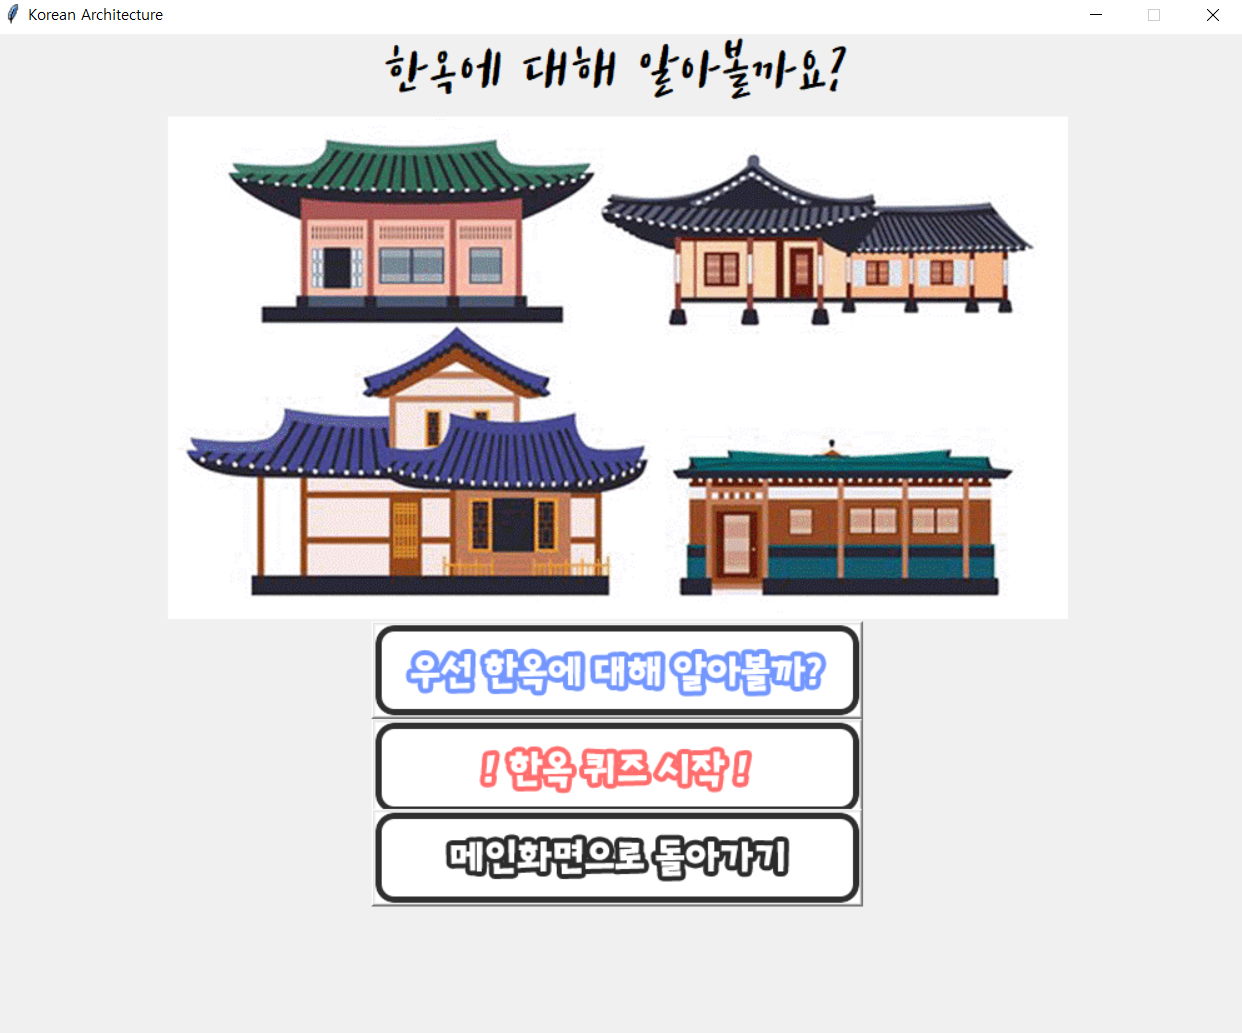 Korean Architecture
한옥에 대해 알아볼까요?
우선 한옥에 대해 알아볼까?
! 한옥 퀴즈 시작 !
메인화면으로 돌아가기